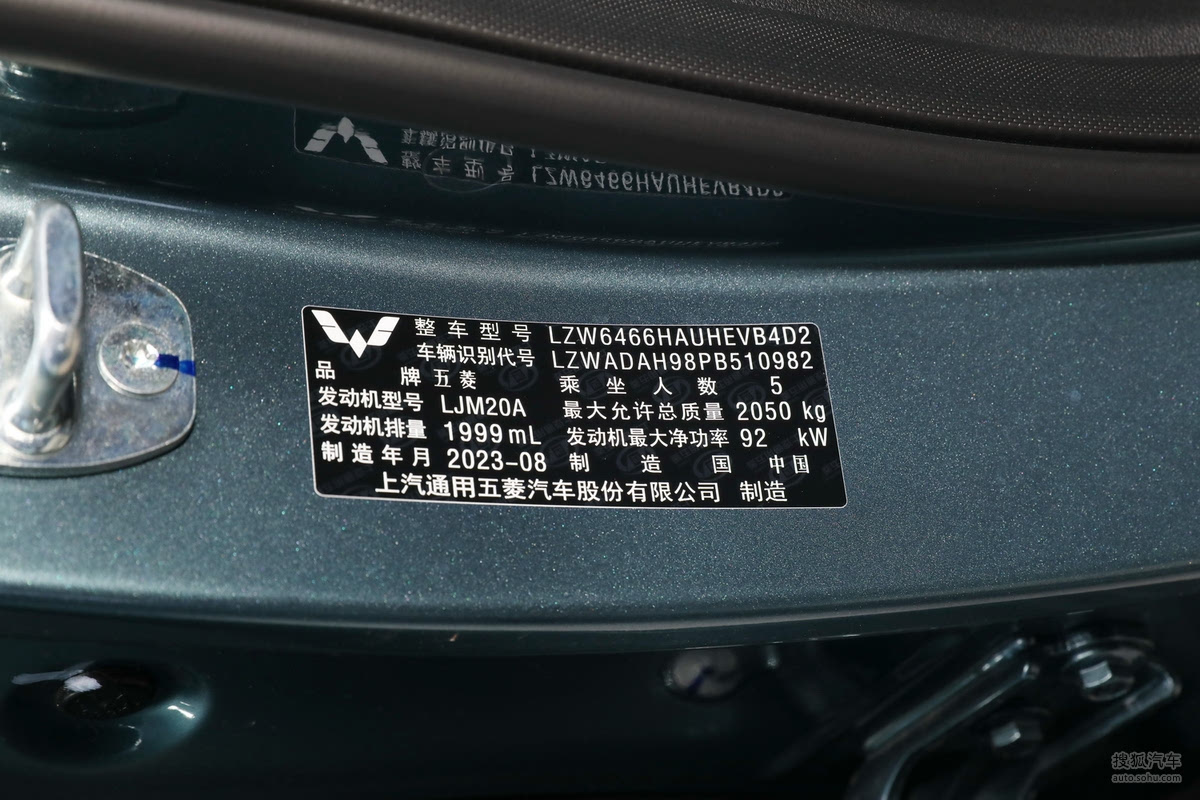 整车型号 LZW6466HAUHEVB4D2
车辆识别代号 LZWADAH98PB510982
品牌 五菱 乘坐人数 5
发动机型号 LJM20A 最大允许总质量 2050 kg
发动机排量 1999 mL 发动机最大净功率 92 kW
制造年月 2023-08 制造国 中国
上汽通用五菱汽车股份有限公司 制造
搜狐汽车
auto.sohu.com